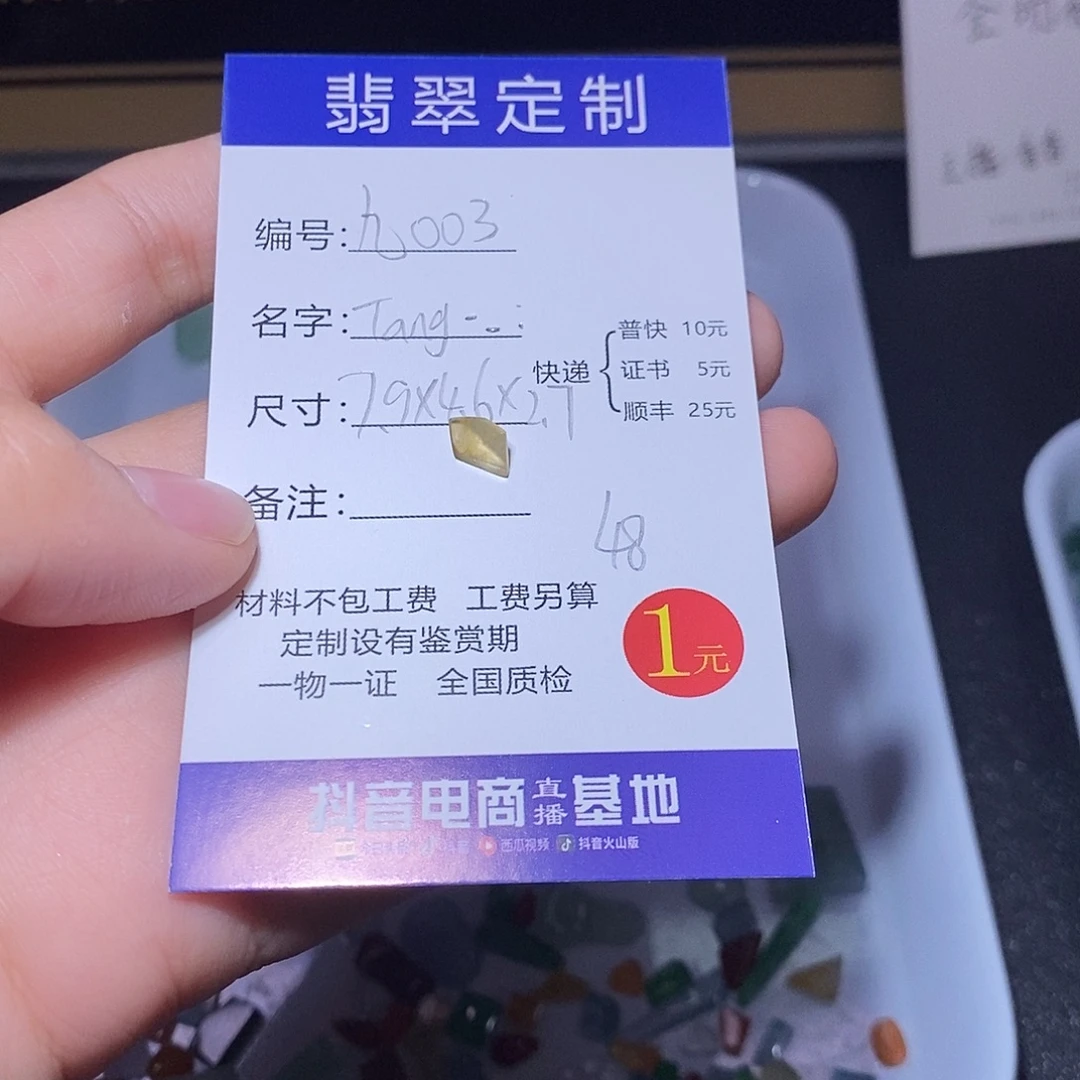 翡翠定制
编号:九003
名字:Tang
快递
普快 10元
证书 5元
顺丰 25元
尺寸:7.9X4.6X2.7
备注:
48
材料不包工费 工费另算
定制设有鉴赏期
一物一证 全国质检
1元
抖音电商直播基地
西瓜视频 抖音火山版